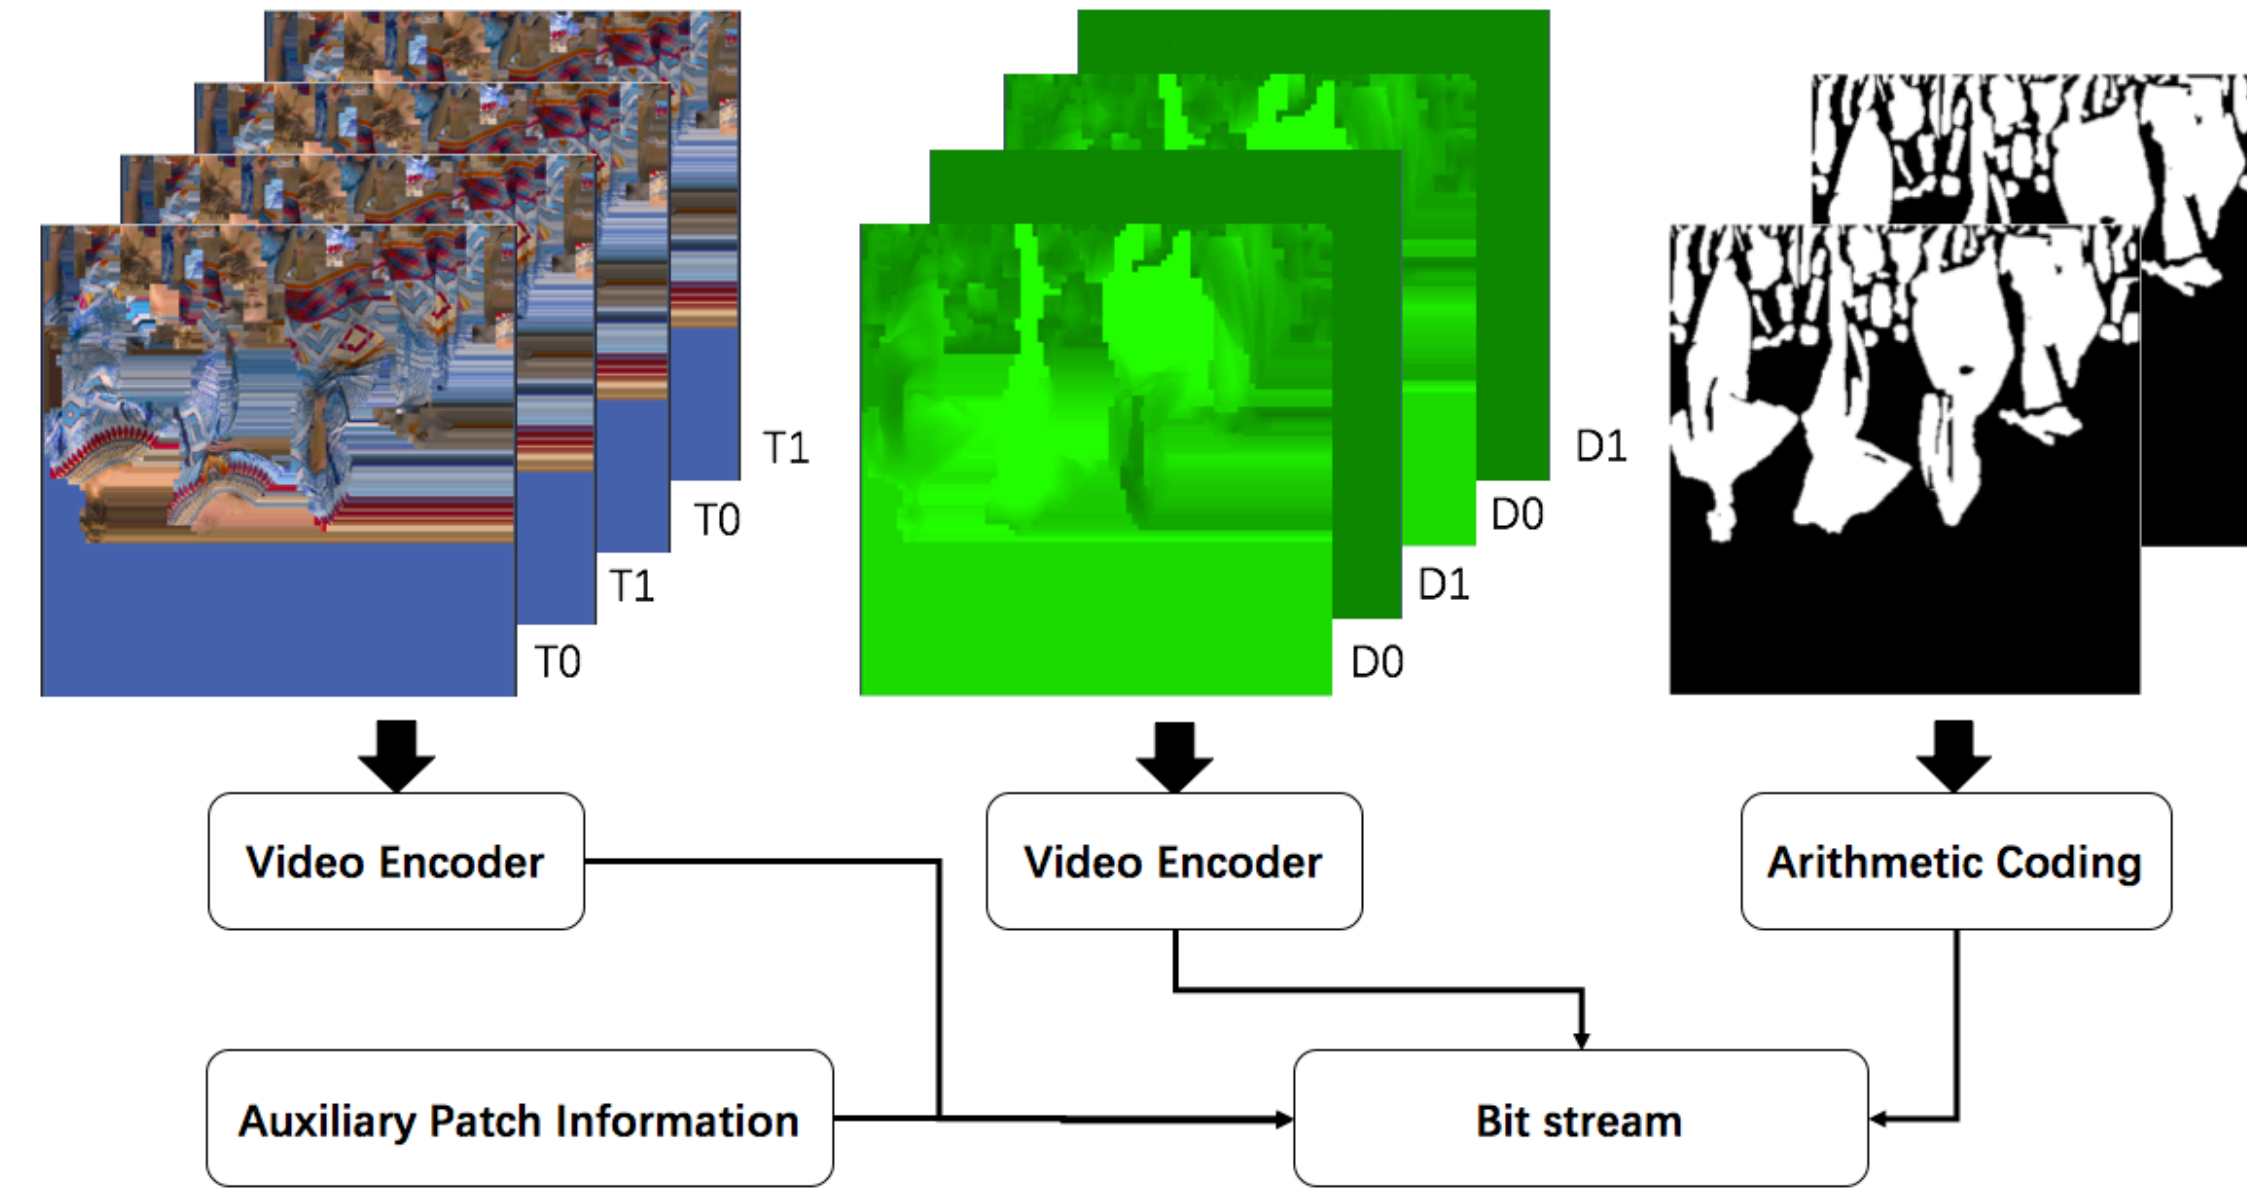 T1
T0
T1
T0
D1
D0
D1
D0
Video Encoder
Video Encoder
Arithmetic Coding
Auxiliary Patch Information
Bit stream